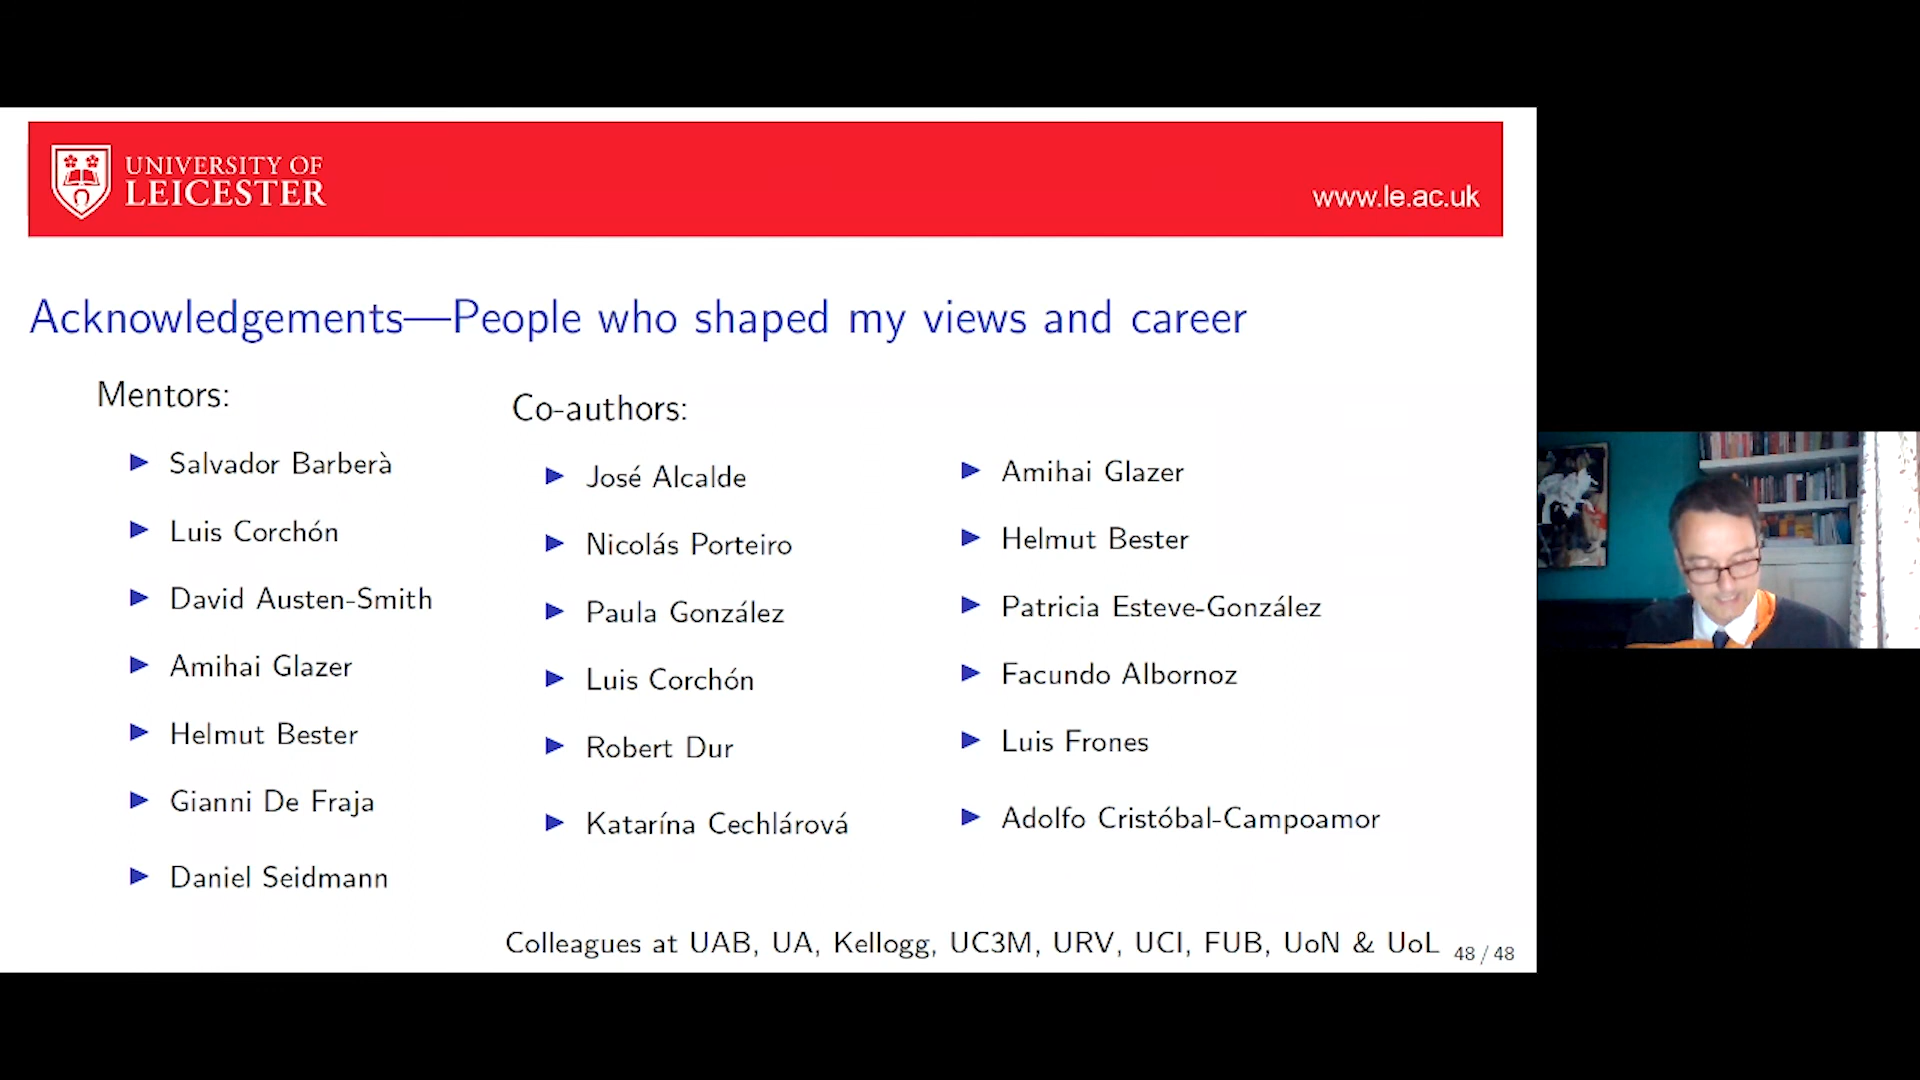 UNIVERSITY OF
LEICESTER
www.le.ac.uk
Acknowledgements—People who shaped my views and career
Mentors:
Salvador Barberà
Luis Corchón
David Austen-Smith
Amihai Glazer
Helmut Bester
Gianni De Fraja
Daniel Seidmann
Co-authors:
José Alcalde
Nicolás Porteiro
Paula González
Luis Corchón
Robert Dur
Katarína Cechlárová
Amihai Glazer
Helmut Bester
Patricia Esteve-González
Facundo Albornoz
Luis Frones
Adolfo Cristóbal-Campoamor
Colleagues at UAB, UA, Kellogg, UC3M, URV, UCI, FUB, UoN & UoL
48 / 48